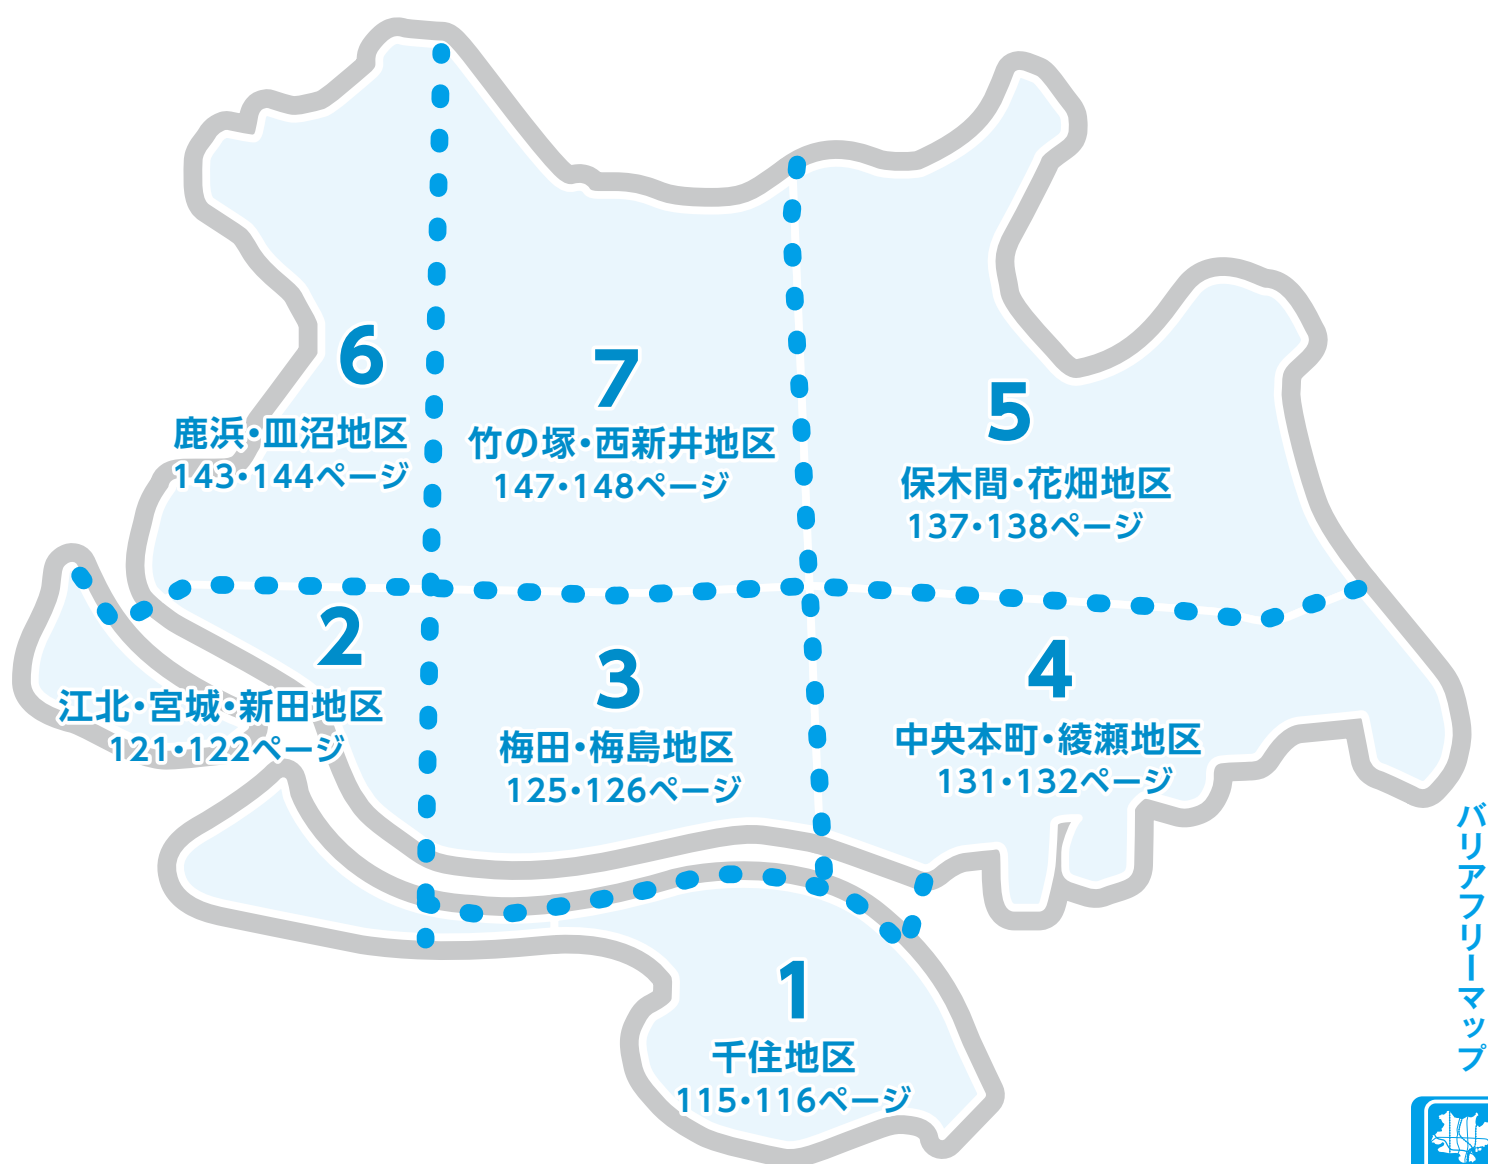 6
鹿浜・皿沼地区
143・144ページ
7
竹の塚・西新井地区
147・148ページ
5
保木間・花畑地区
137・138ページ
2
江北・宮城・新田地区
121・122ページ
3
梅田・梅島地区
125・126ページ
4
中央本町・綾瀬地区
131・132ページ
1
千住地区
115・116ページ
バリアフリーマップ